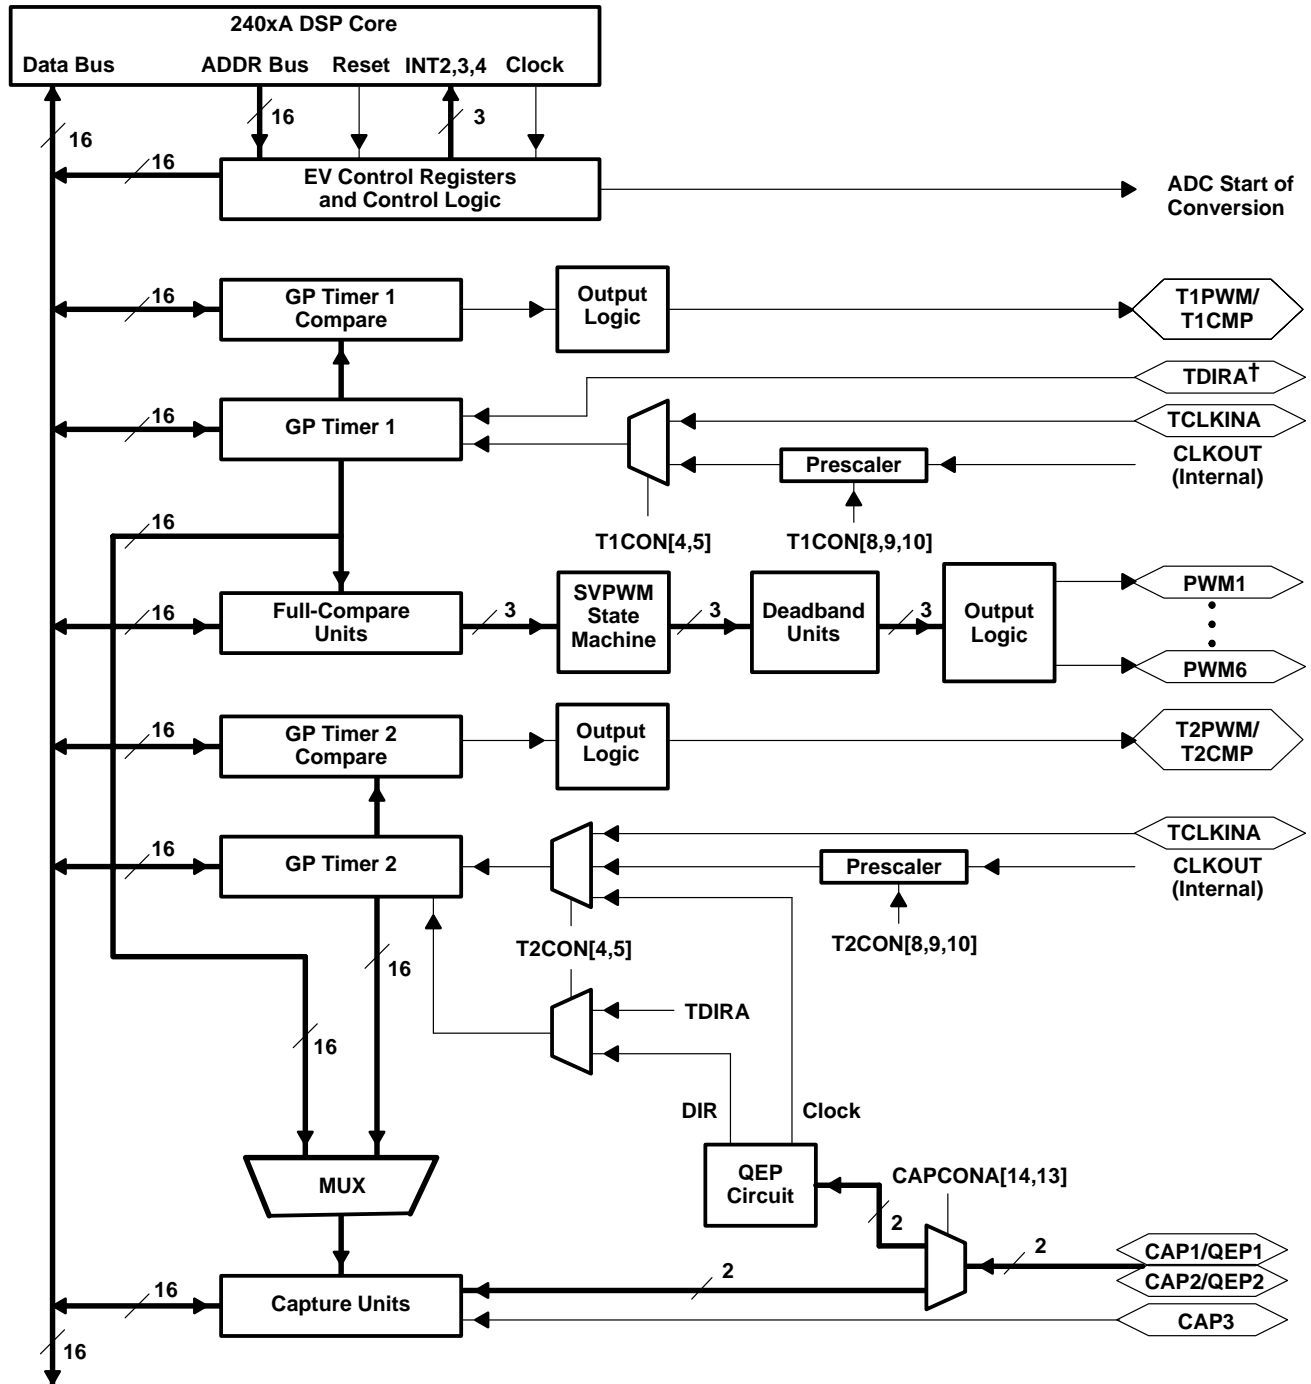 240xA DSP Core
Data Bus
ADDR Bus
Reset
INT2,3,4
Clock
16
16
3
16
EV Control Registers
and Control Logic
ADC Start of
Conversion
16
GP Timer 1
Compare
Output
Logic
T1PWM/
T1CMP
TDIRA†
16
GP Timer 1
TCLKINA
Prescaler
CLKOUT
(Internal)
16
T1CON[4,5]
T1CON[8,9,10]
16
Full-Compare
Units
3
SVPWM
State
Machine
3
Deadband
Units
3
Output
Logic
PWM1
PWM6
16
GP Timer 2
Compare
Output
Logic
T2PWM/
T2CMP
TCLKINA
16
GP Timer 2
Prescaler
CLKOUT
(Internal)
T2CON[4,5]
T2CON[8,9,10]
16
TDIRA
16
DIR
Clock
MUX
QEP
Circuit
CAPCONA[14,13]
2
2
CAP1/QEP1
CAP2/QEP2
2
16
Capture Units
CAP3
16